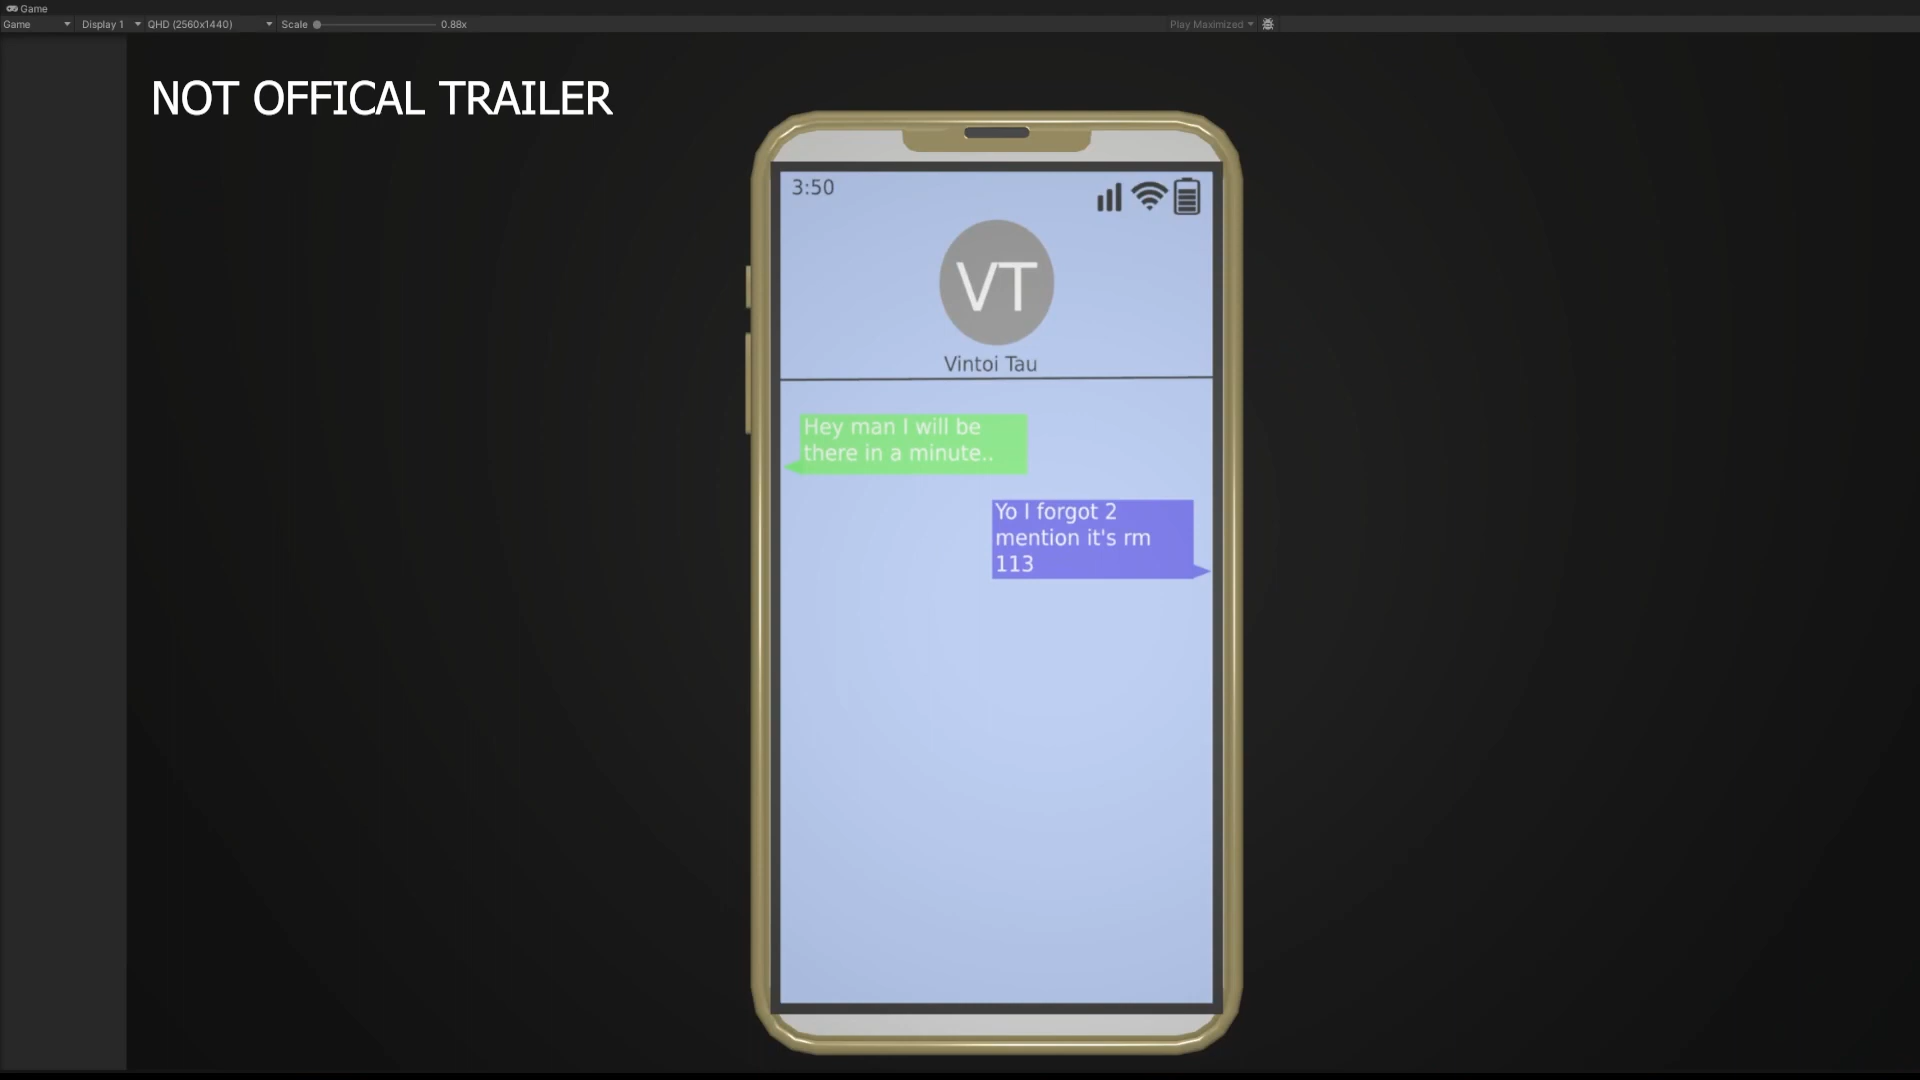 Game
Game
Display 1
QHD (2560x1440)
Scale
0.88x
Play Maximized
NOT OFFICAL TRAILER
3:50
VT
Vintoi Tau
Hey man I will be
there in a minute..
Yo I forgot 2
mention it's rm
113